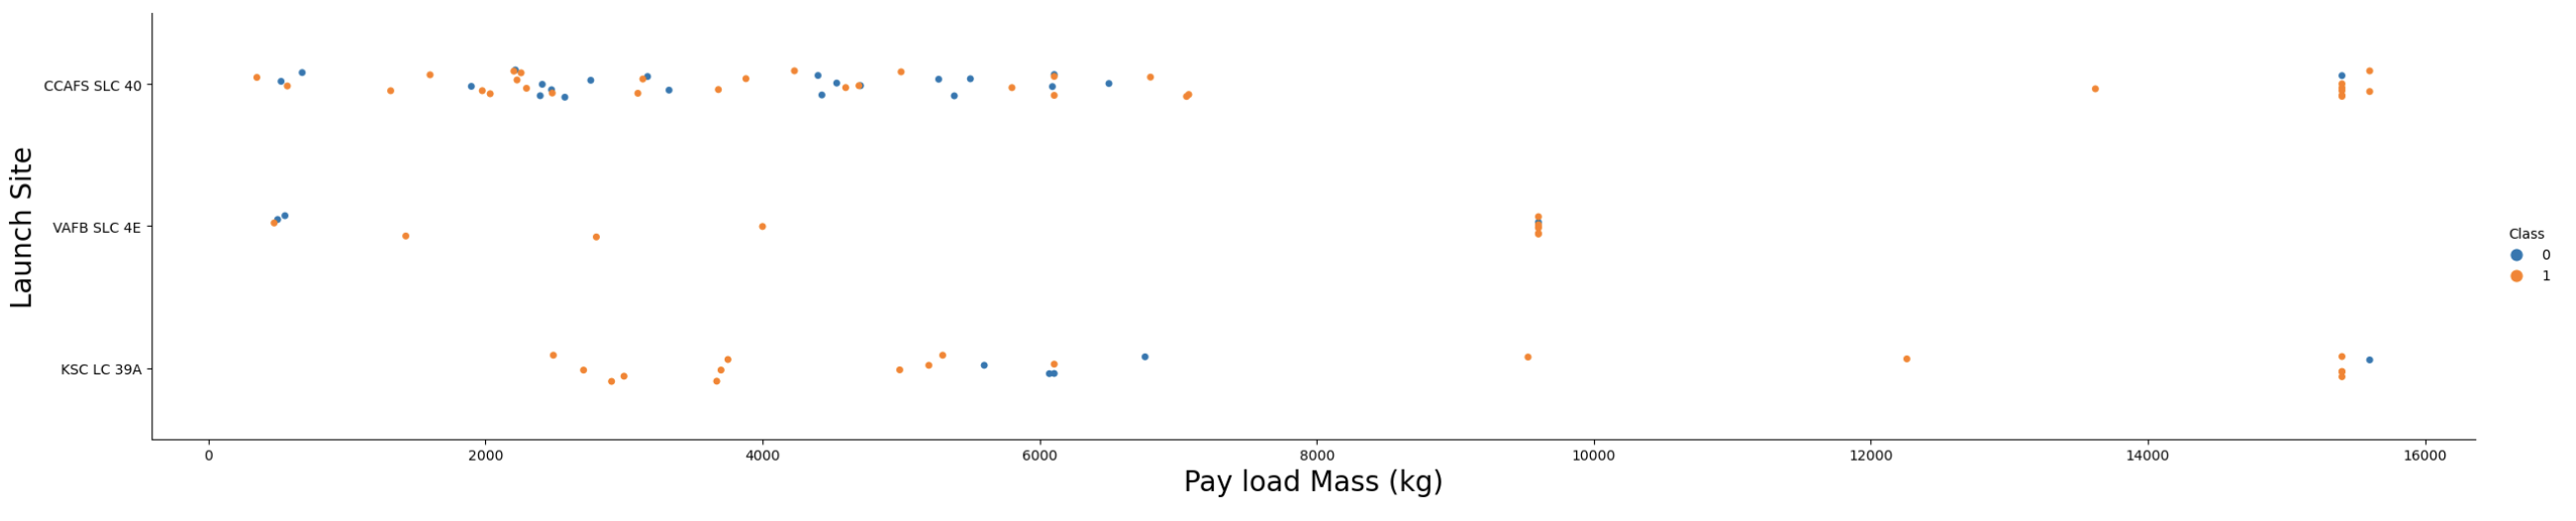 Launch Site
CCAFS SLC 40
VAFB SLC 4E
KSC LC 39A
0 2000 4000 6000 8000 10000 12000 14000 16000
Pay load Mass (kg)
Class
0
1